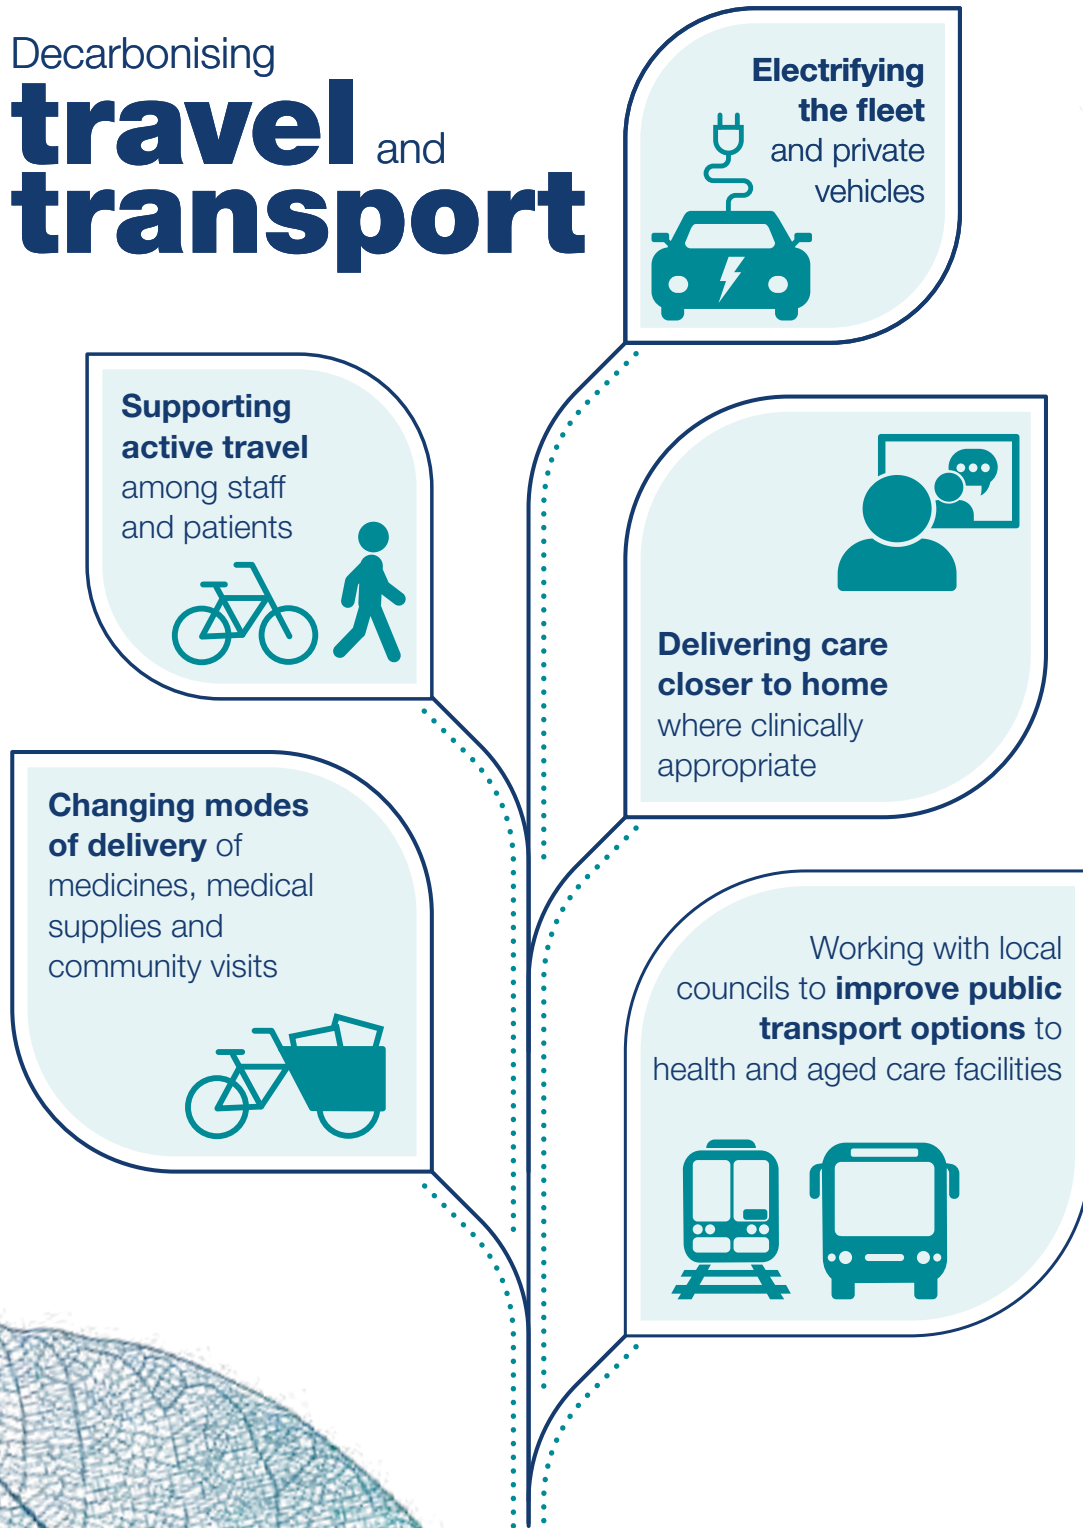 Decarbonising
travel and
transport
Electrifying
the fleet
and private
vehicles
Supporting
active travel
among staff
and patients
Delivering care
closer to home
where clinically
appropriate
Changing modes
of delivery of
medicines, medical
supplies and
community visits
Working with local
councils to improve public
transport options to
health and aged care facilities